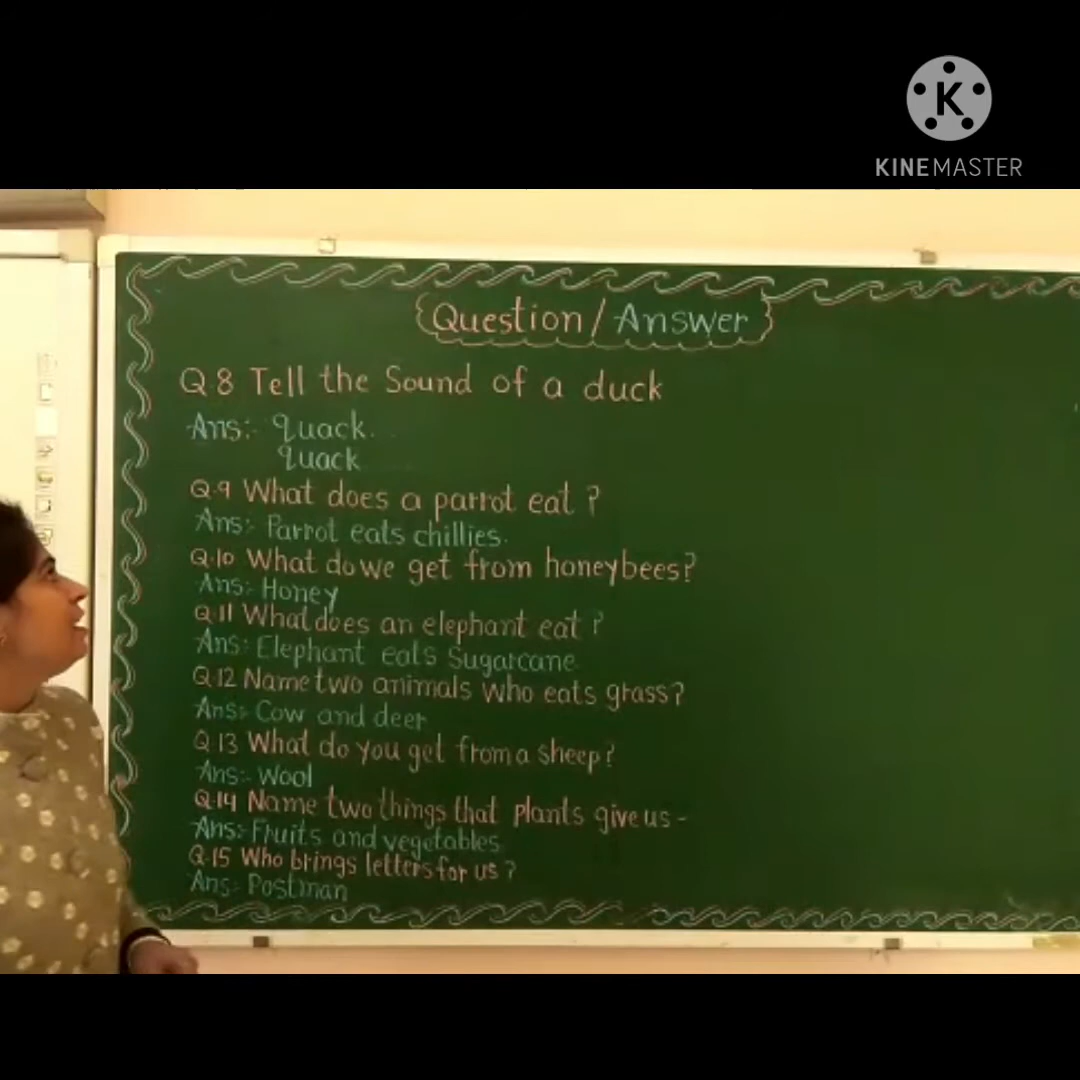 K
KINEMASTER
Question/Answer
Q 8 Tell the Sound of a duck
Ans:- quack.
quack
Q.9 What does a parrot eat ?
Ans:- Parrot eats chillies.
Q.10 What do we get from honeybees?
Ans:- Honey
Q.11 What does an elephant eat ?
Ans: Elephant eats Sugarcane
Q.12 Name two animals who eats grass?
Ans:- Cow and deer
Q.13 What do you get from a sheep?
Ans:- Wool
Q.14 Name two things that plants give us -
Ans:- Fruits and vegetables
Q.15 Who brings letters for us ?
Ans:- Postman